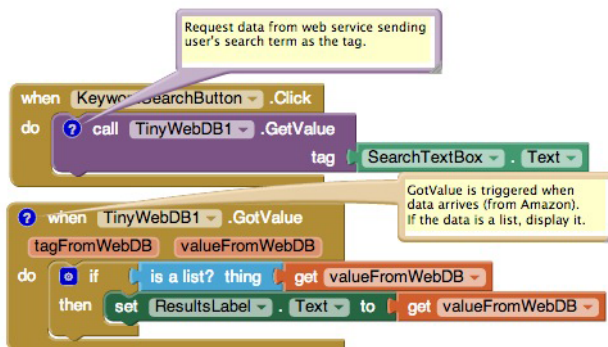 Request data from web service sending
user's search term as the tag.
when KeywordSearchButton .Click
do ? call TinyWebDB1 .GetValue
tag SearchTextBox . Text
GotValue is triggered when
data arrives (from Amazon).
If the data is a list, display it.
? when TinyWebDB1 .GotValue
tagFromWebDB valueFromWebDB
do if is a list? thing get valueFromWebDB
then set ResultsLabel . Text to get valueFromWebDB